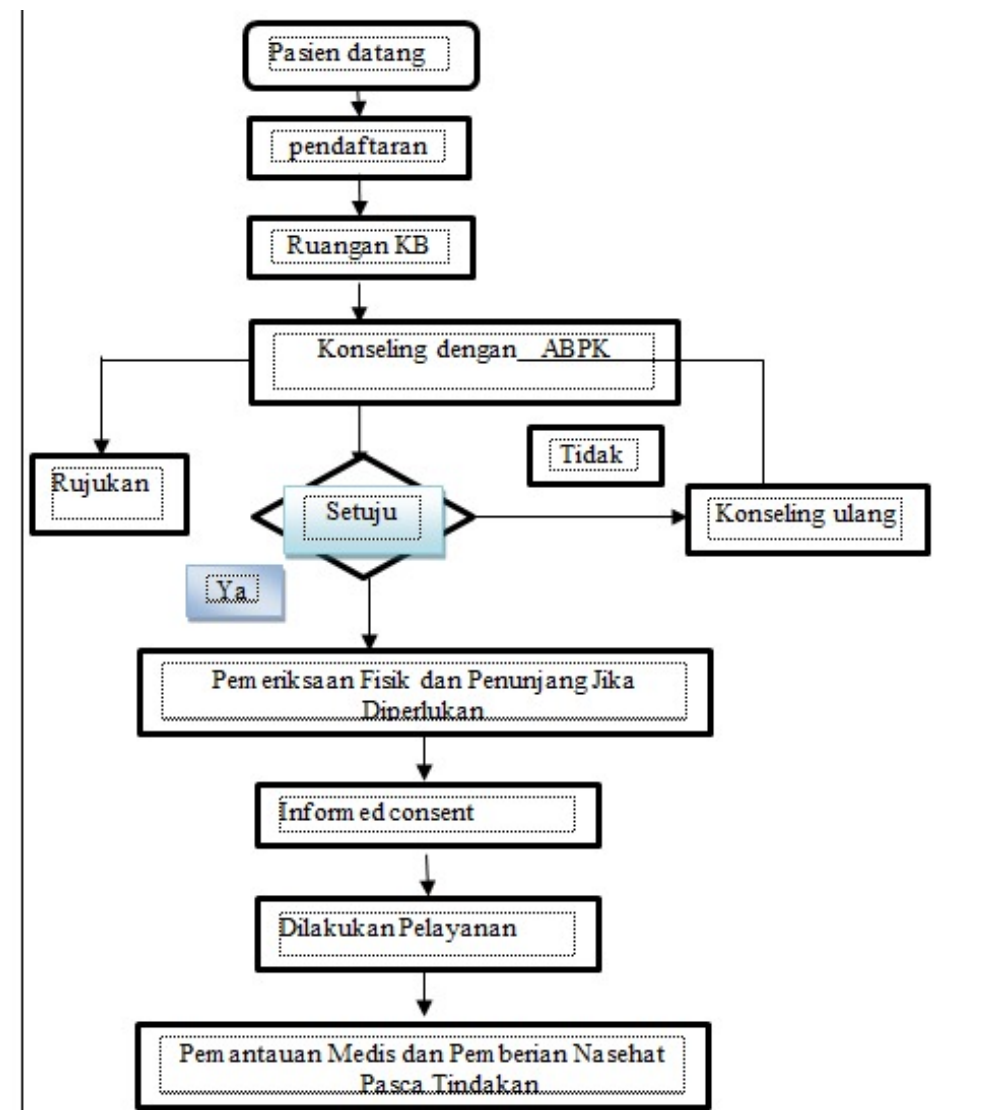 Pasien datang
pendaftaran
Ruangan KB
Konseling dengan ABPK
Rujukan
Tidak
Setuju
Konseling ulang
Ya
Pemeriksaan Fisik dan Penunjang Jika
Diperlukan
Informed consent
Dilakukan Pelayanan
Pemantauan Medis dan Pemberian Nasehat
Pasca Tindakan